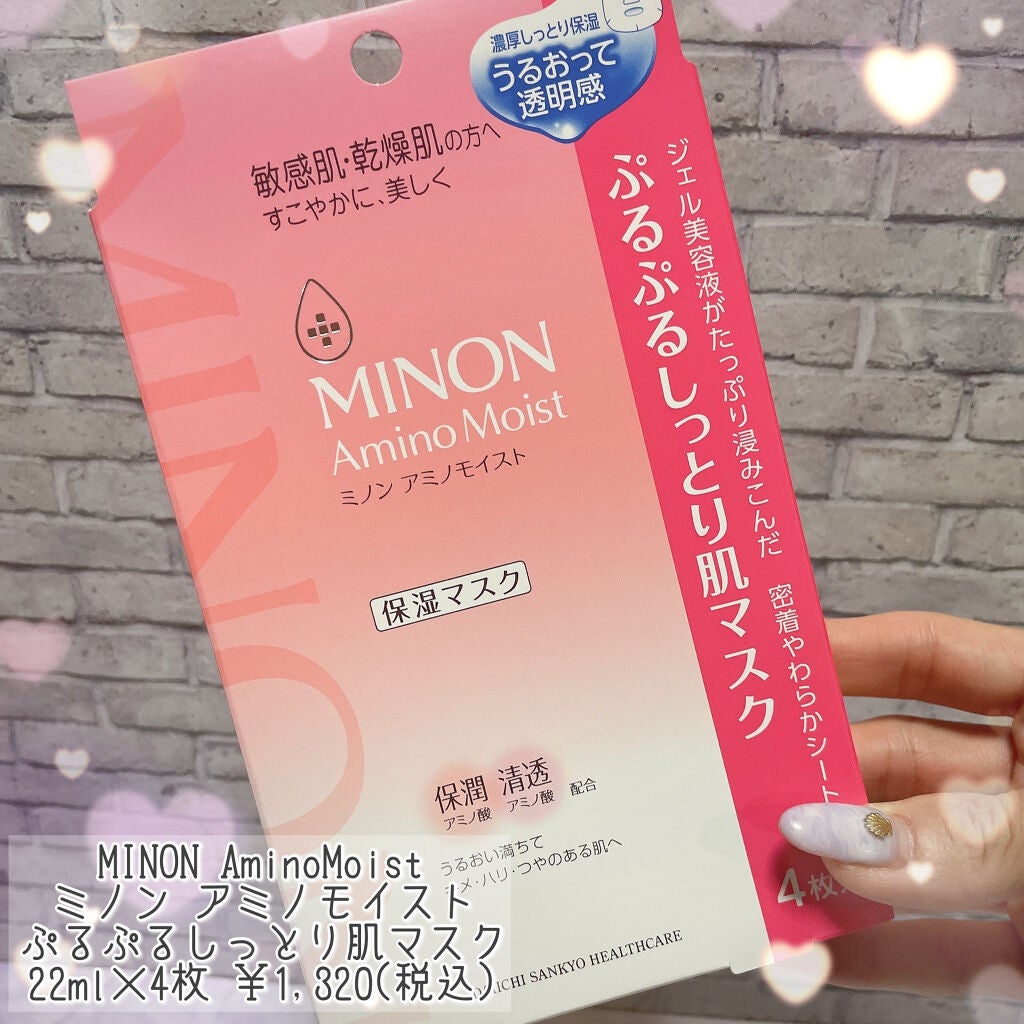 濃厚しっとり保湿
うるおって
透明感
敏感肌・乾燥肌の方へ
すこやかに、美しく
MINON
MINON
Amino Moist
ミノン アミノモイスト
保湿マスク
ジェル美容液がたっぷり浸みこんだ 密着やわらかシート
ぷるぷるしっとり肌マスク
保潤 清透
アミノ酸 アミノ酸 配合
うるおい満ちて
メ・ハリ・つやのある肌へ
4枚
ICHI SANKYO HEALTHCARE
MINON AminoMoist
ミノン アミノモイスト
ぷるぷるしっとり肌マスク
22ml×4枚 ¥1,320(税込)